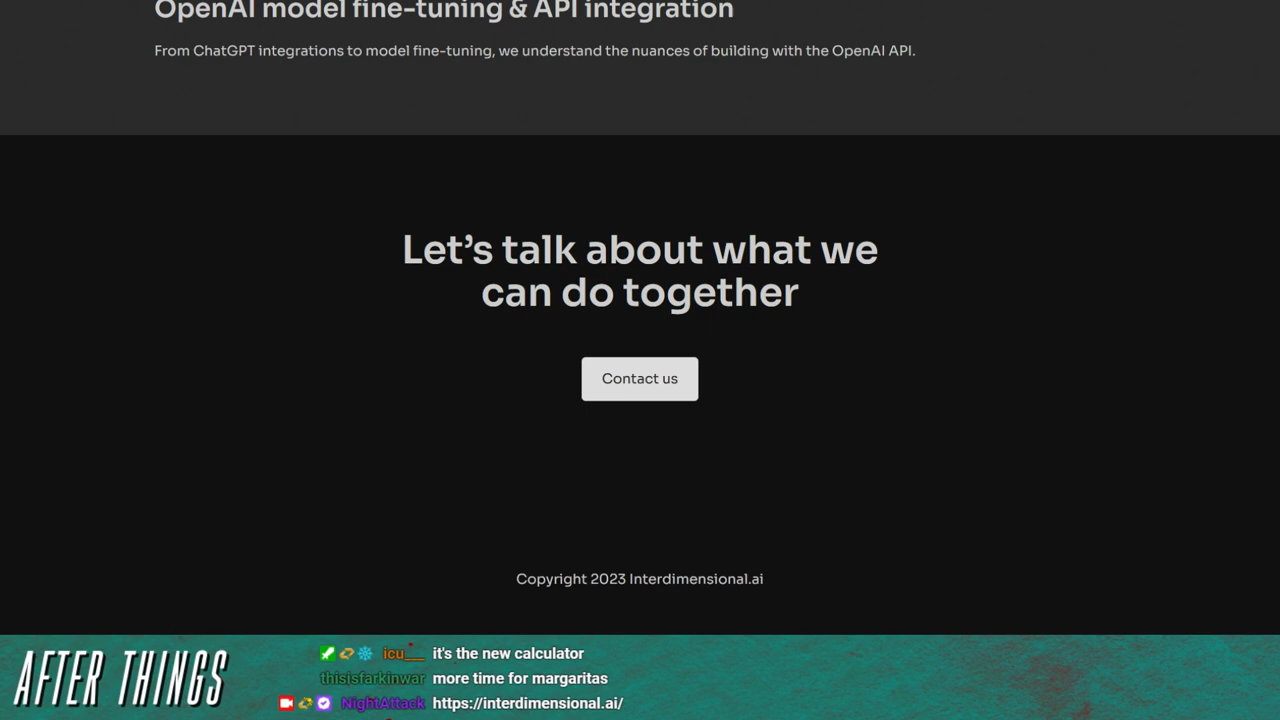 OpenAI model fine-tuning & API integration
From ChatGPT integrations to model fine-tuning, we understand the nuances of building with the OpenAI API.
Let's talk about what we
can do together
Contact us
Copyright 2023 Interdimensional.ai
AFTER THINGS
icu__ it's the new calculator
thisisfarkinwar more time for margaritas
NightAttack https://interdimensional.ai/